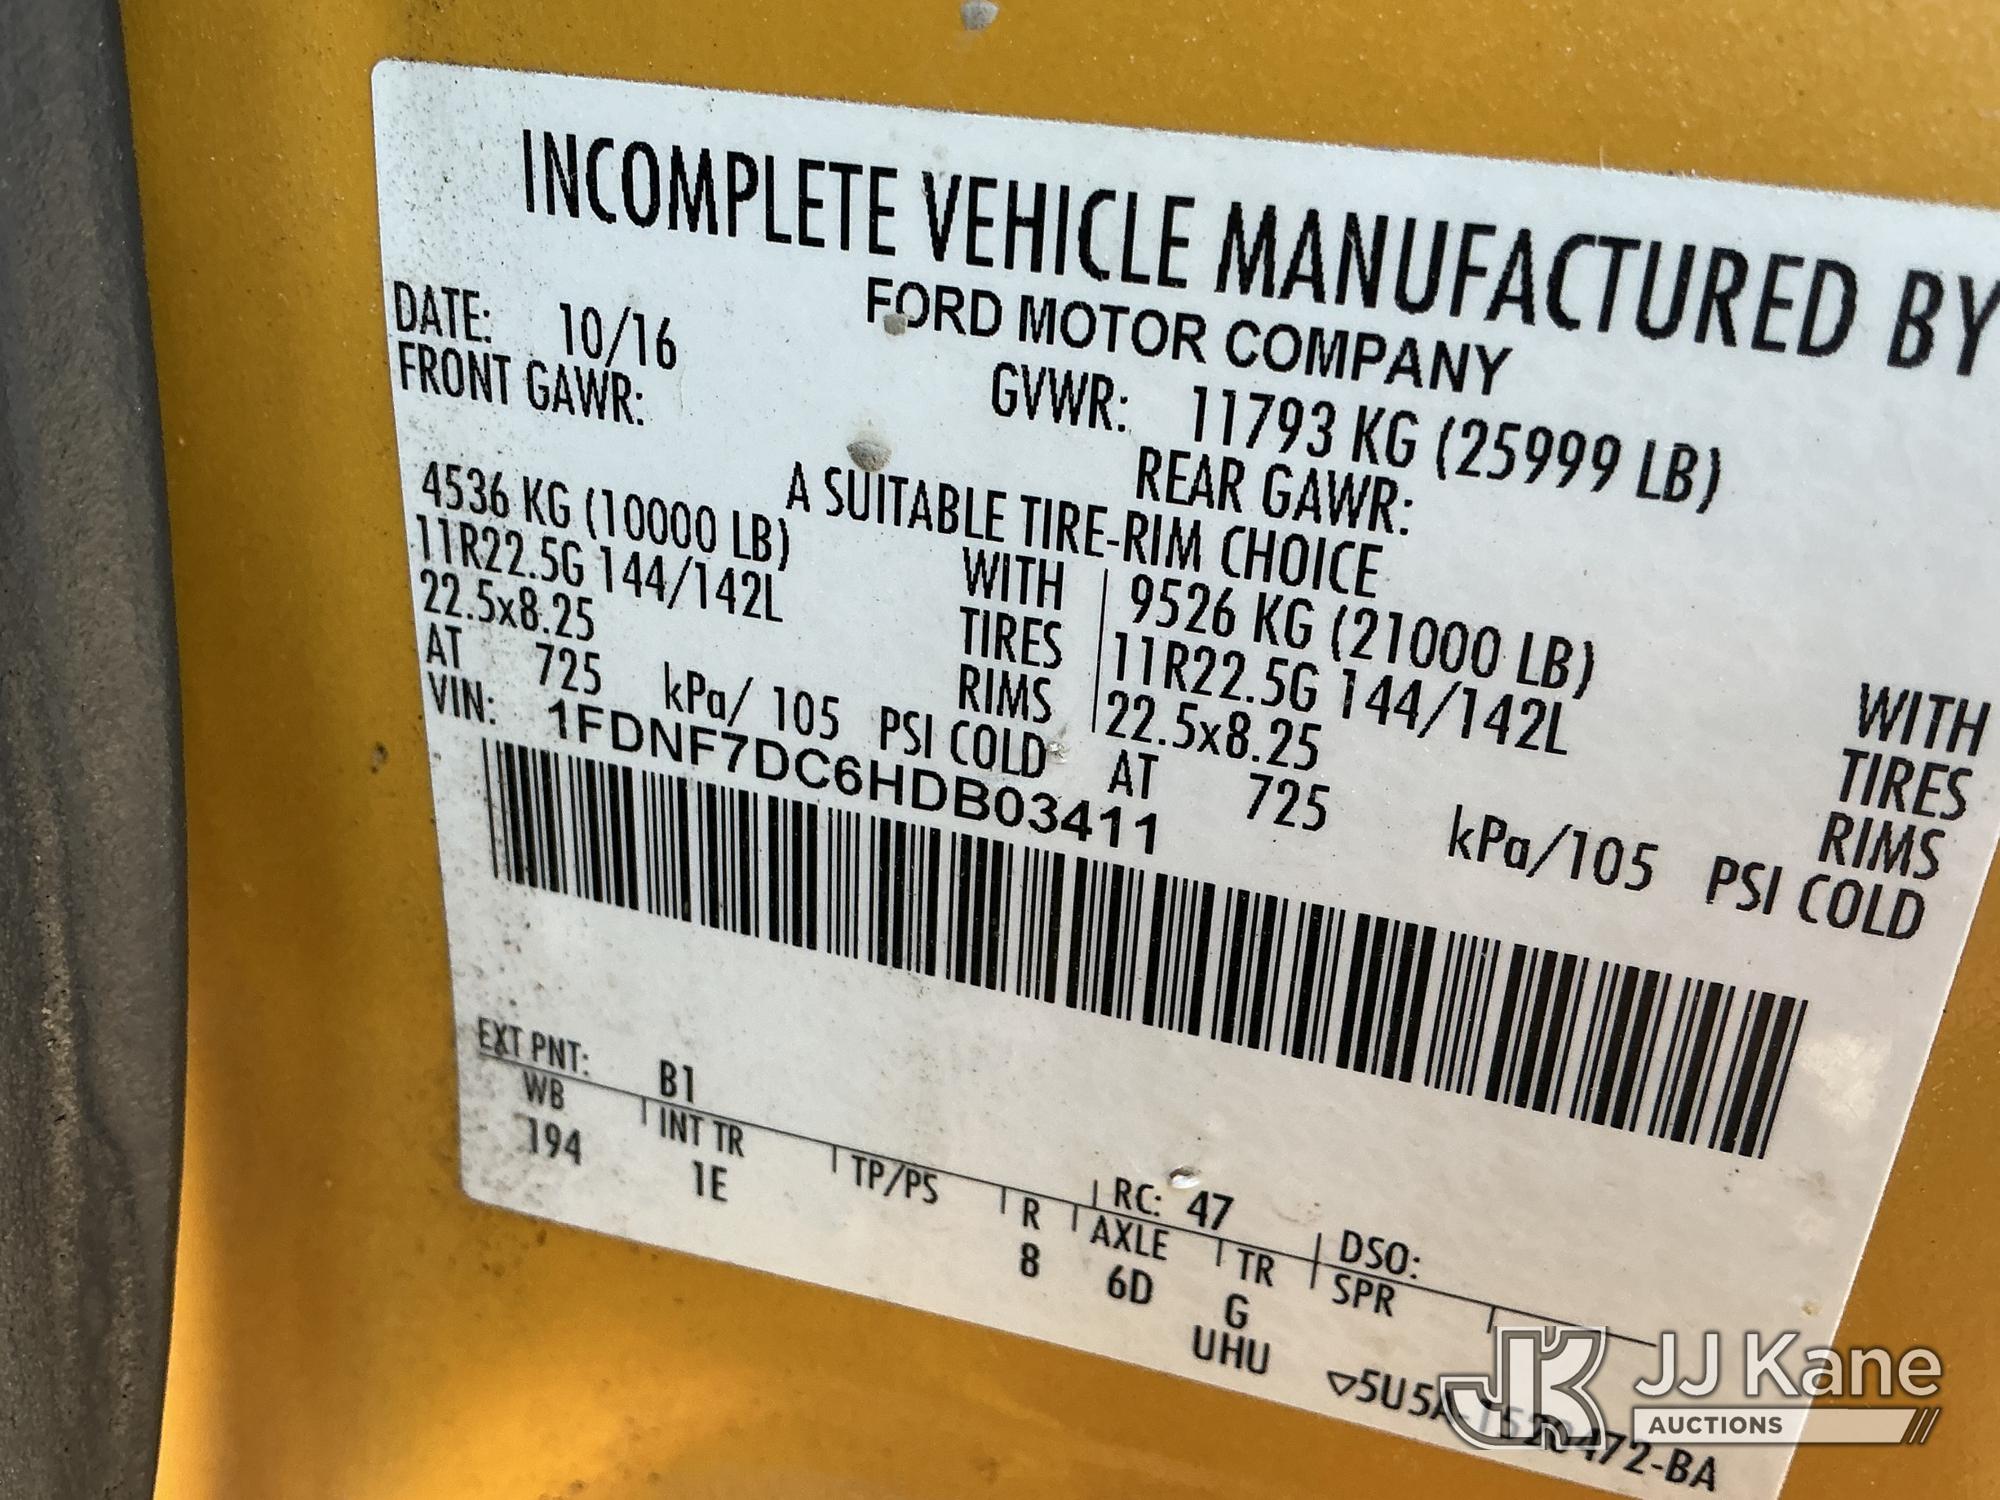 INCOMPLETE VEHICLE MANUFACTURED BY
FORD MOTOR COMPANY
DATE: 10/16 GVWR: 11793 KG (25999 LB)
FRONT GAWR: REAR GAWR:
A SUITABLE TIRE-RIM CHOICE
4536 KG (10000 LB) WITH 9526 KG (21000 LB) WITH
11R22.5G 144/142L TIRES 11R22.5G 144/142L TIRES
22.5x8.25 RIMS 22.5x8.25 RIMS
AT 725 kPa/ 105 PSI COLD AT 725 kPa/105 PSI COLD
VIN: 1FDNF7DC6HDB03411
EXT PNT: B1 RC: 47 DSO:
WB INT TR TP/PS R AXLE TR SPR
194 1E 8 6D G
UHU
▽5U5A-1520472-BA
JJ Kane
AUCTIONS